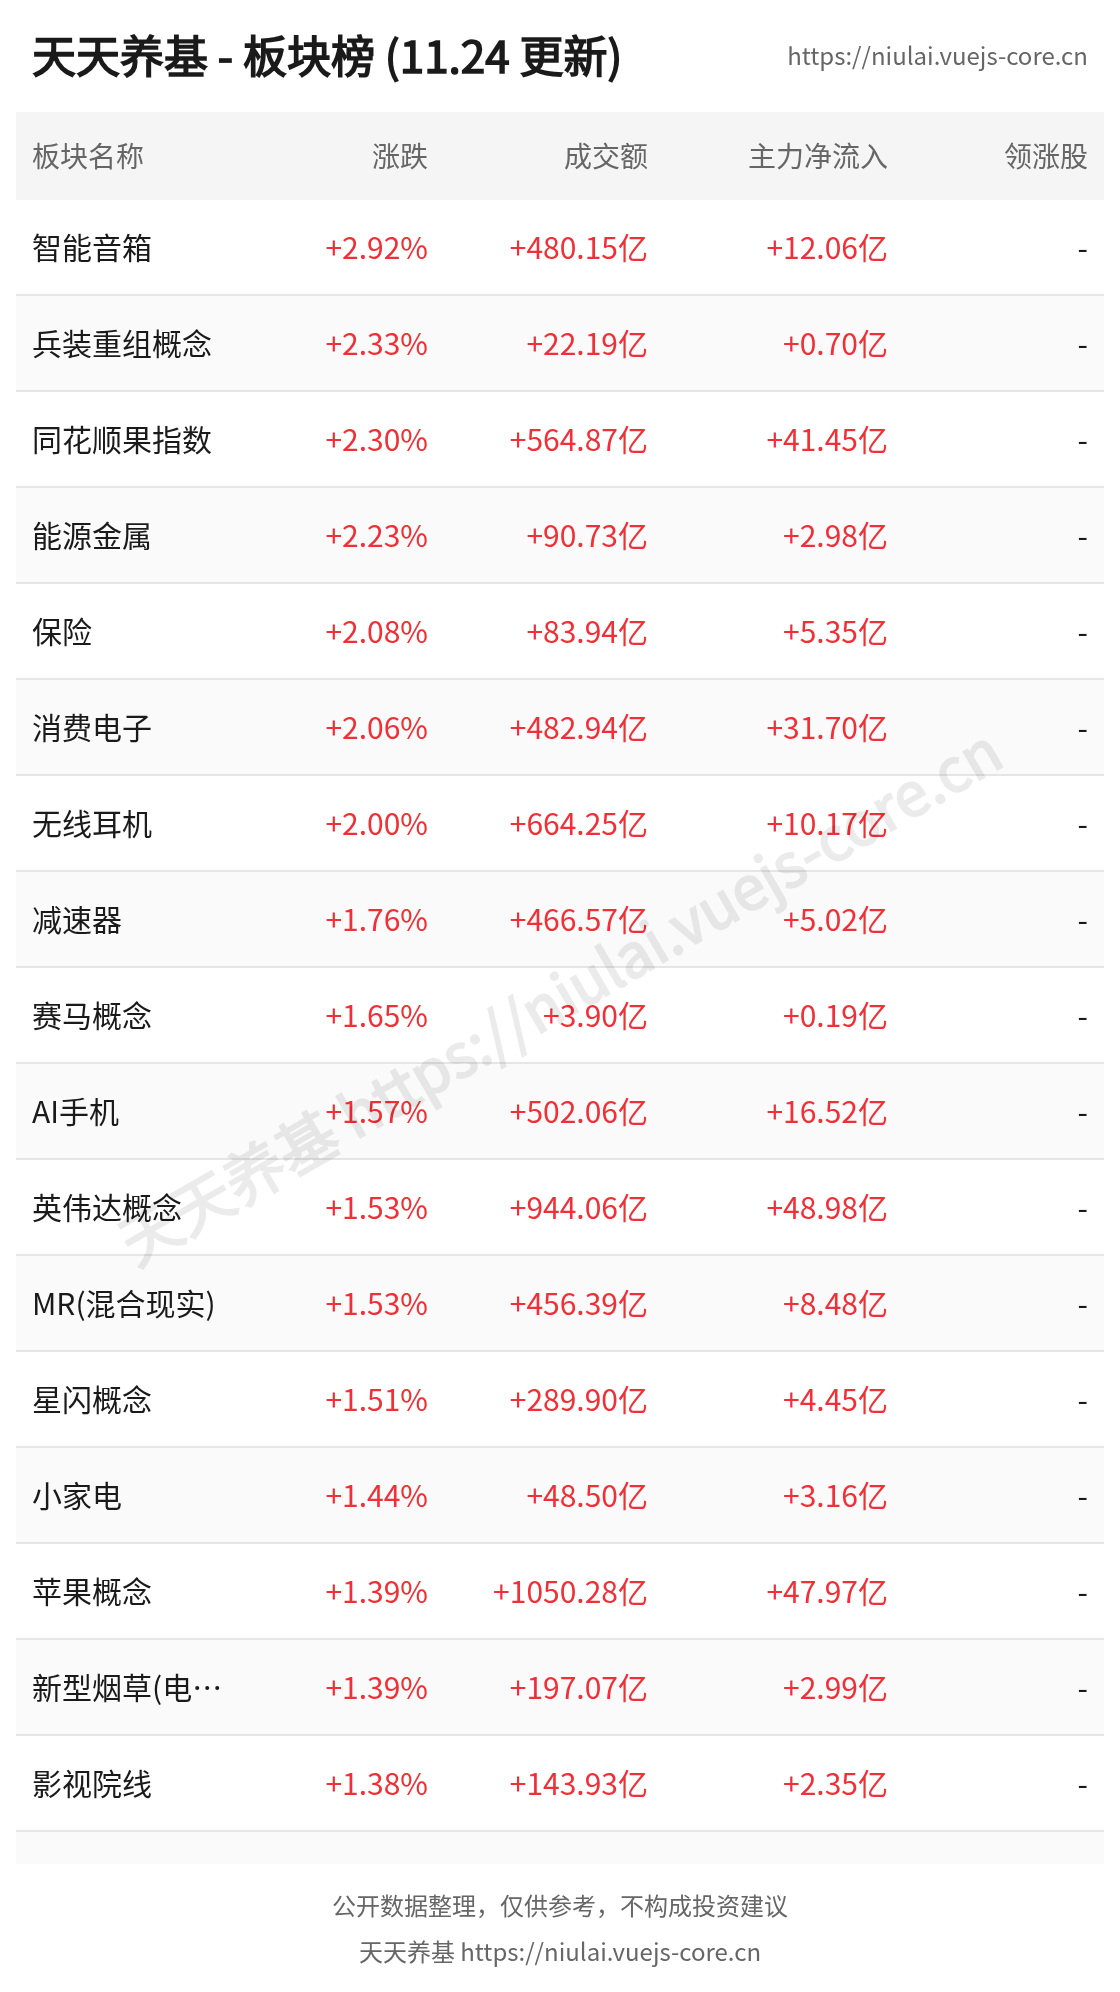 天天养基 - 板块榜 (11.24 更新)
https://niulai.vuejs-core.cn
板块名称 涨跌 成交额 主力净流入 领涨股
智能音箱 +2.92% +480.15亿 +12.06亿 -
兵装重组概念 +2.33% +22.19亿 +0.70亿 -
同花顺果指数 +2.30% +564.87亿 +41.45亿 -
能源金属 +2.23% +90.73亿 +2.98亿 -
保险 +2.08% +83.94亿 +5.35亿 -
消费电子 +2.06% +482.94亿 +31.70亿 -
无线耳机 +2.00% +664.25亿 +10.17亿 -
减速器 +1.76% +466.57亿 +5.02亿 -
赛马概念 +1.65% +3.90亿 +0.19亿 -
AI手机 +1.57% +502.06亿 +16.52亿 -
英伟达概念 +1.53% +944.06亿 +48.98亿 -
MR(混合现实) +1.53% +456.39亿 +8.48亿 -
星闪概念 +1.51% +289.90亿 +4.45亿 -
小家电 +1.44% +48.50亿 +3.16亿 -
苹果概念 +1.39% +1050.28亿 +47.97亿 -
新型烟草(电… +1.39% +197.07亿 +2.99亿 -
影视院线 +1.38% +143.93亿 +2.35亿 -
天天养基 https://niulai.vuejs-core.cn
公开数据整理，仅供参考，不构成投资建议
天天养基 https://niulai.vuejs-core.cn